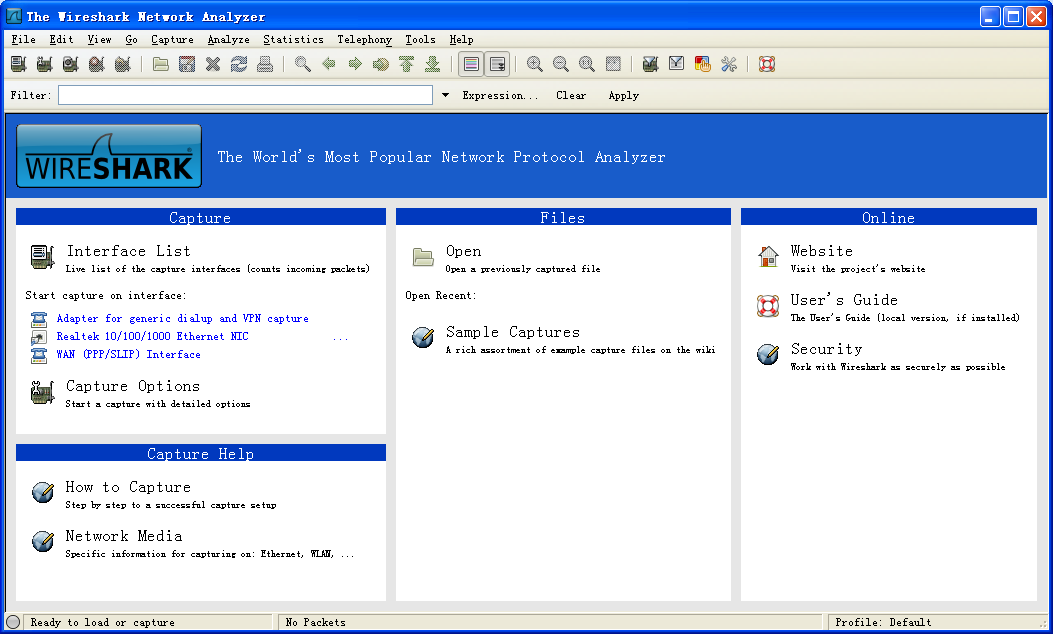 The Wireshark Network Analyzer
File Edit View Go Capture Analyze Statistics Telephony Tools Help
Filter: Expression... Clear Apply
WIRESHARK
The World's Most Popular Network Protocol Analyzer
Capture
Interface List
Live list of the capture interfaces (counts incoming packets)
Start capture on interface:
Adapter for generic dialup and VPN capture
Realtek 10/100/1000 Ethernet NIC ...
WAN (PPP/SLIP) Interface
Capture Options
Start a capture with detailed options
Capture Help
How to Capture
Step by step to a successful capture setup
Network Media
Specific information for capturing on: Ethernet, WLAN, ...
Files
Open
Open a previously captured file
Open Recent:
Sample Captures
A rich assortment of example capture files on the wiki
Online
Website
Visit the project's website
User's Guide
The User's Guide (local version, if installed)
Security
Work with Wireshark as securely as possible
Ready to load or capture
No Packets
Profile: Default